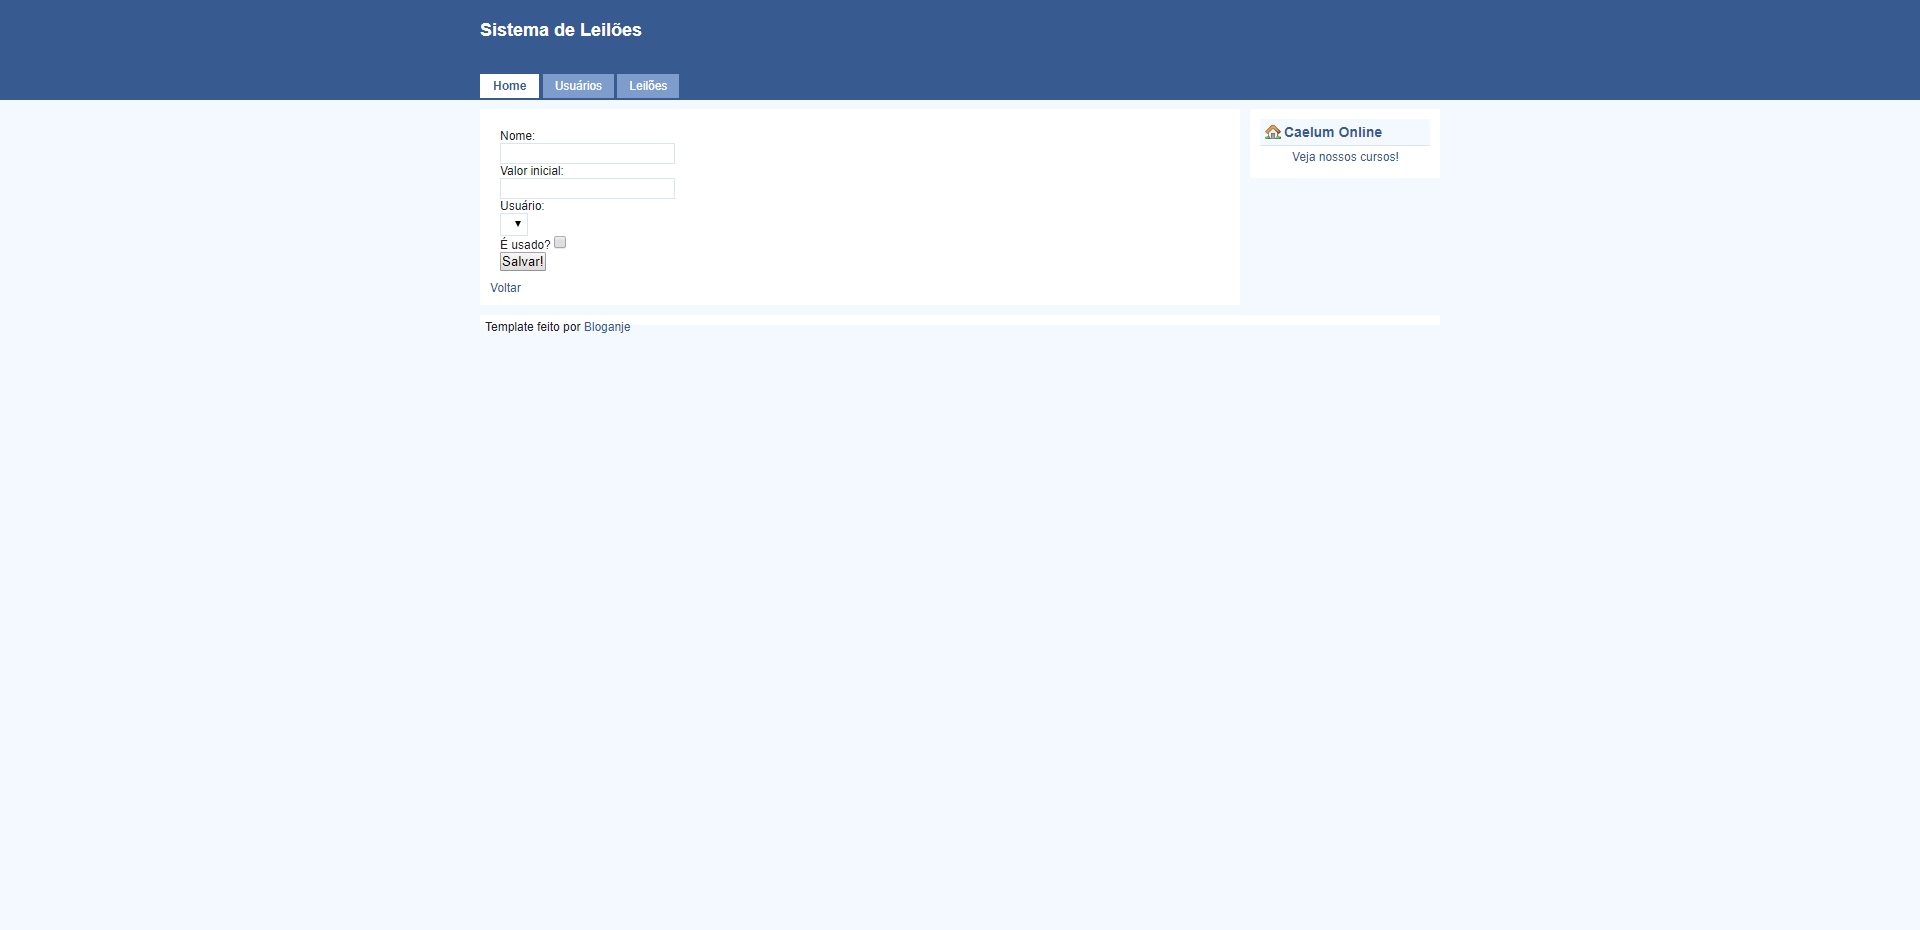 Sistema de Leilões
Home Usuários Leilões
Nome:
Valor inicial:
Usuário:
É usado?
Salvar!
Voltar
Caelum Online
Veja nossos cursos!
Template feito por Bloganje